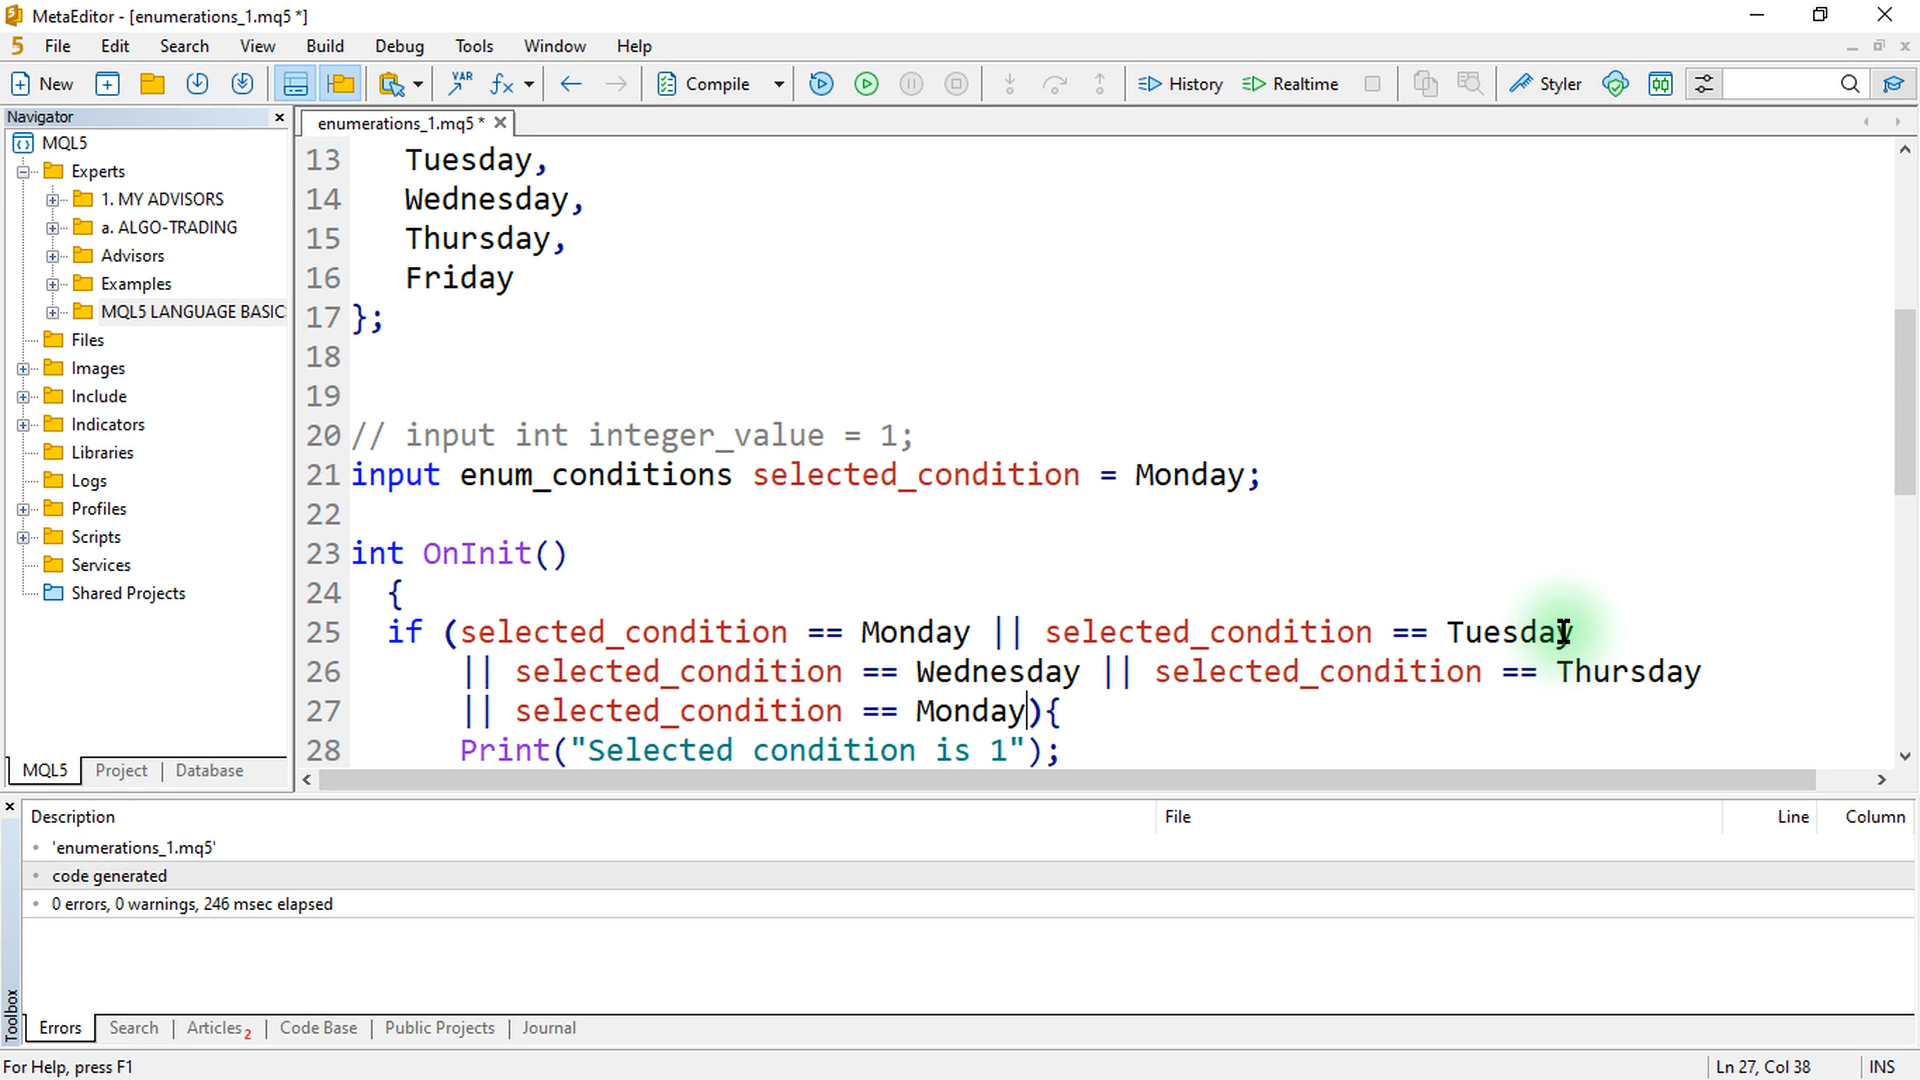 MetaEditor - [enumerations_1.mq5 *]
5 File Edit Search View Build Debug Tools Window Help
New VAR fx Compile History Realtime Styler
Navigator
MQL5
Experts
1. MY ADVISORS
a. ALGO-TRADING
Advisors
Examples
MQL5 LANGUAGE BASIC
Files
Images
Include
Indicators
Libraries
Logs
Profiles
Scripts
Services
Shared Projects
MQL5 Project Database
enumerations_1.mq5 *
13 Tuesday,
14 Wednesday,
15 Thursday,
16 Friday
17 };
18
19
20 // input int integer_value = 1;
21 input enum_conditions selected_condition = Monday;
22
23 int OnInit()
24 {
25 if (selected_condition == Monday || selected_condition == Tuesday
26 || selected_condition == Wednesday || selected_condition == Thursday
27 || selected_condition == Monday){
28 Print("Selected condition is 1");
Description File Line Column
'enumerations_1.mq5'
code generated
0 errors, 0 warnings, 246 msec elapsed
Toolbox
Errors Search Articles 2 Code Base Public Projects Journal
For Help, press F1 Ln 27, Col 38 INS